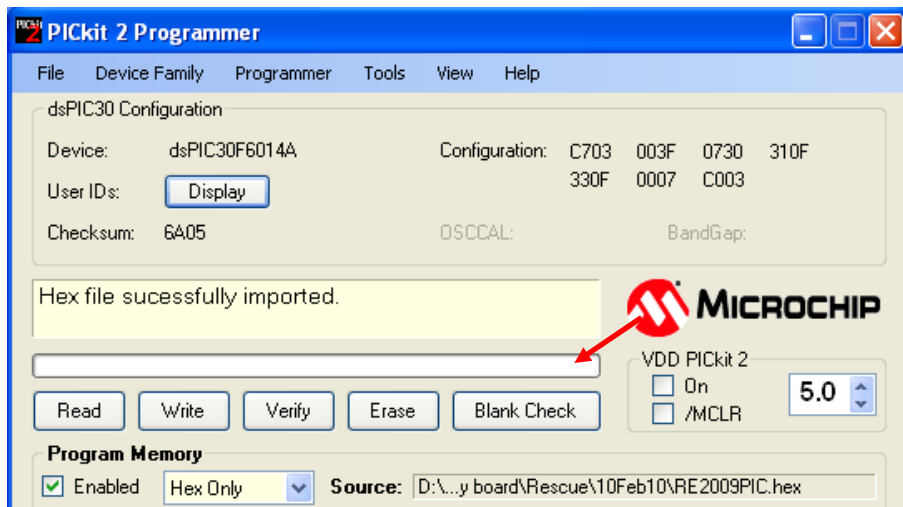 PICkit 2 Programmer
File Device Family Programmer Tools View Help
dsPIC30 Configuration
Device: dsPIC30F6014A Configuration: C703 003F 0730 310F
User IDs: Display 330F 0007 C003
Checksum: 6A05 OSCCAL: BandGap:
Hex file sucessfully imported.
MICROCHIP
VDD PICkit 2
On
/MCLR
5.0
Read Write Verify Erase Blank Check
Program Memory
Enabled Hex Only Source: D:\...y board\Rescue\10Feb10\RE2009PIC.hex